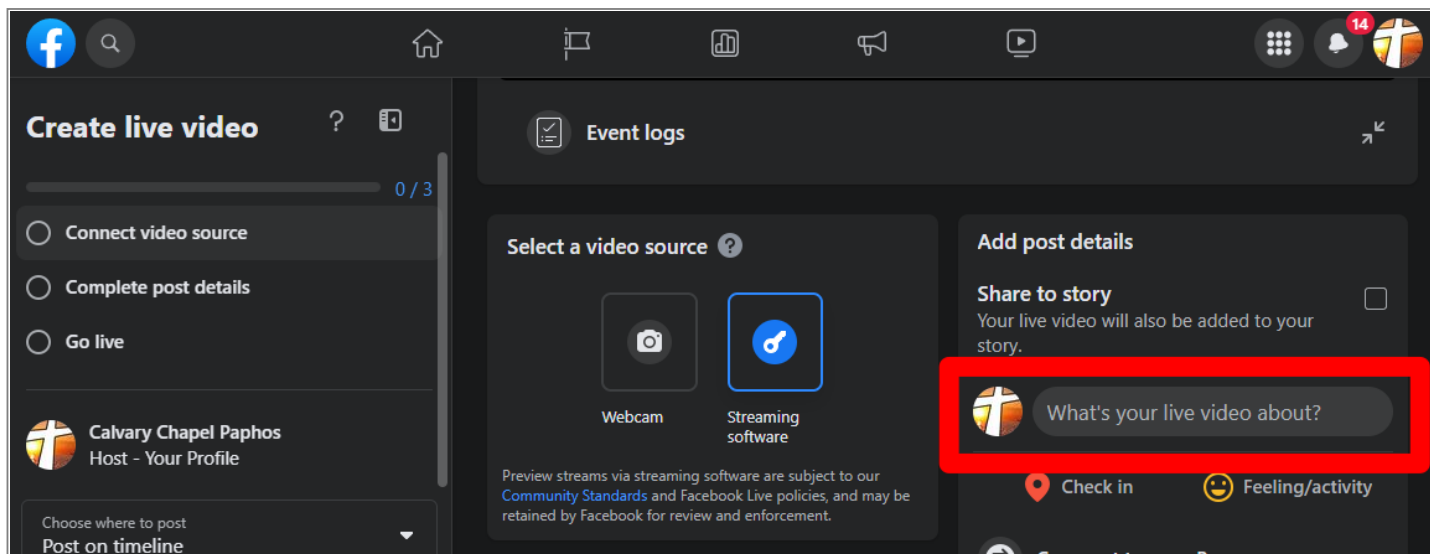 14
Create live video
0 / 3
Connect video source
Complete post details
Go live
Calvary Chapel Paphos
Host - Your Profile
Choose where to post
Post on timeline
Event logs
Select a video source
Webcam
Streaming
software
Preview streams via streaming software are subject to our
Community Standards and Facebook Live policies, and may be
retained by Facebook for review and enforcement.
Add post details
Share to story
Your live video will also be added to your
story.
What's your live video about?
Check in
Feeling/activity